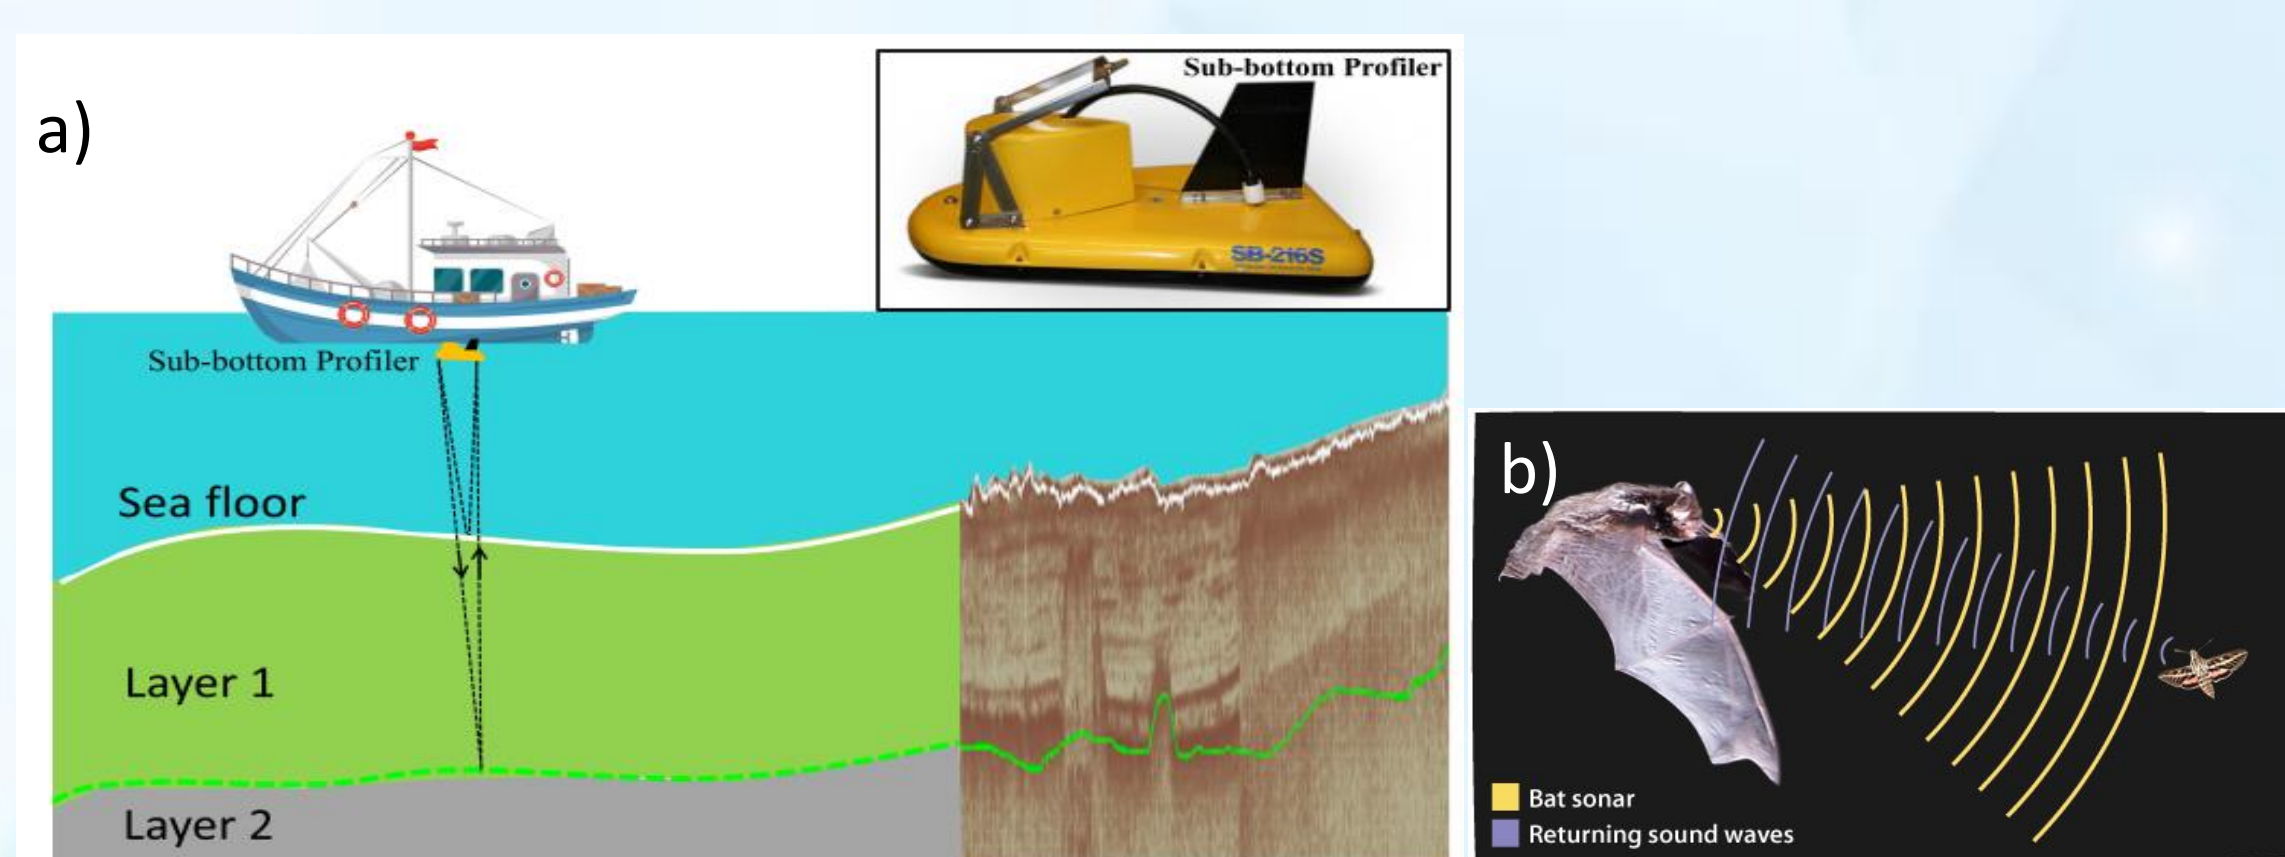 a)
Sub-bottom Profiler
SB-216S
Sub-bottom Profiler
Sea floor
Layer 1
Layer 2
b)
Bat sonar
Returning sound waves